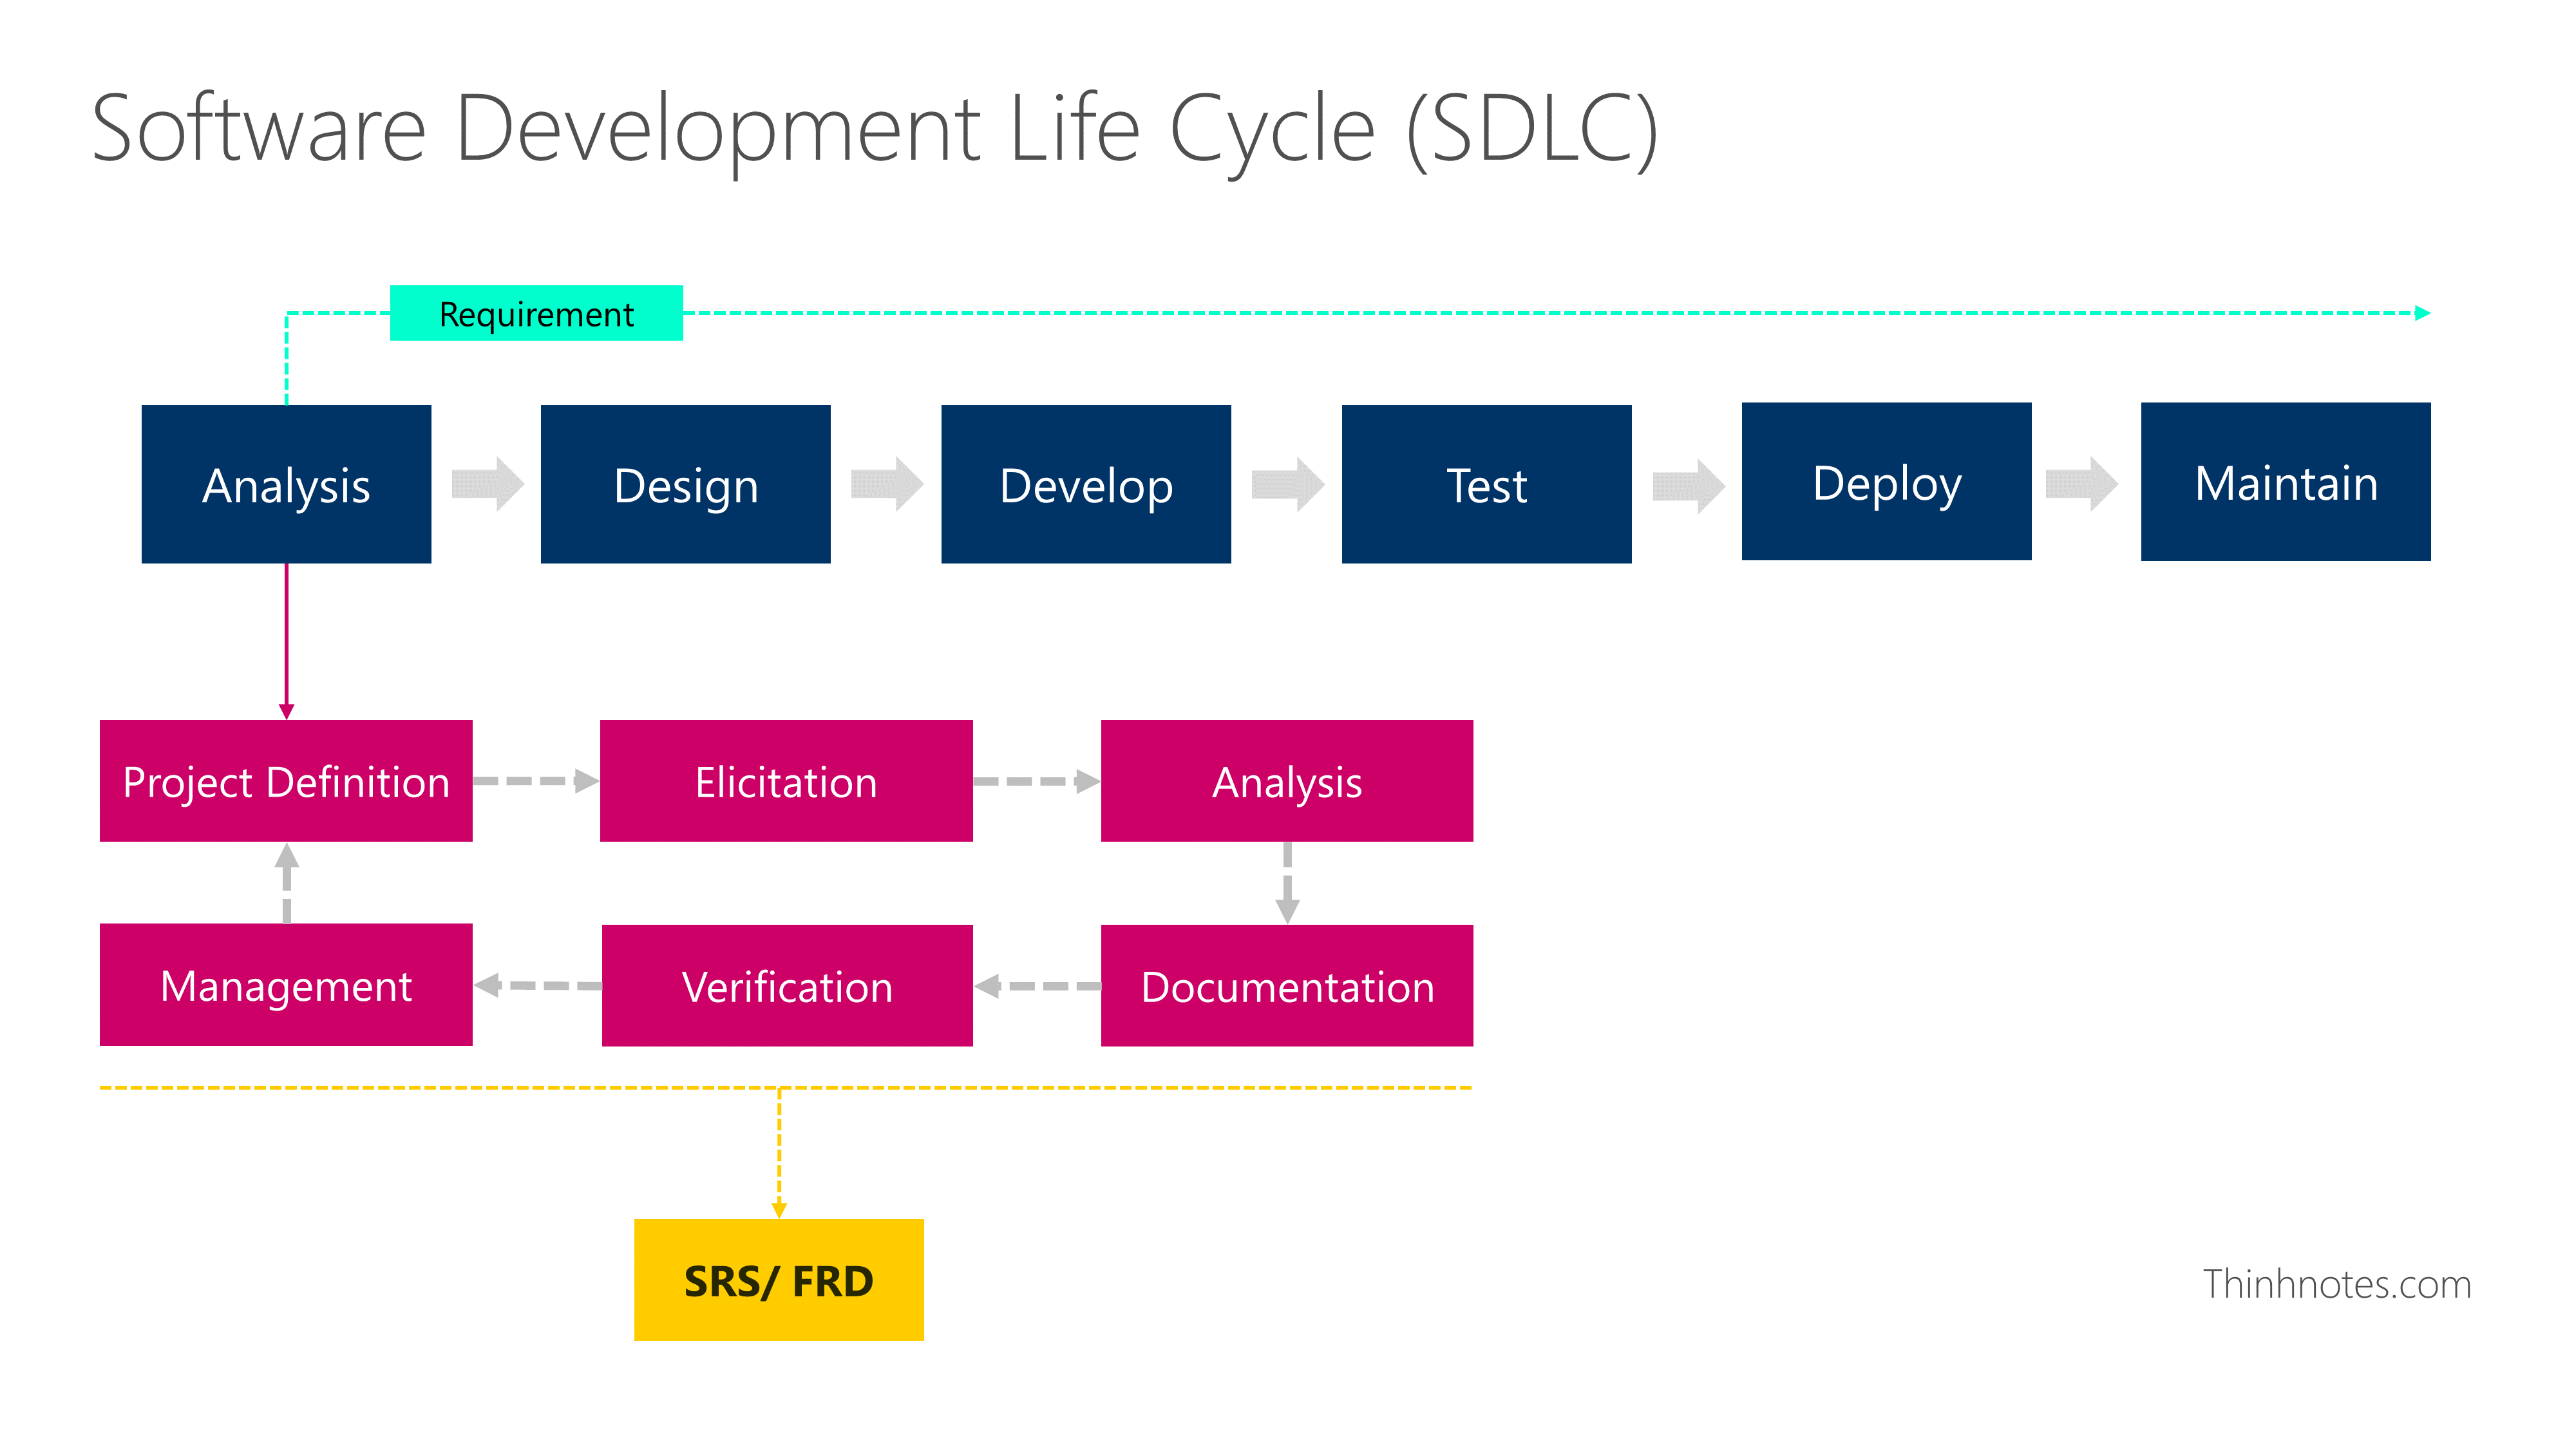 Software Development Life Cycle (SDLC)
Requirement
Analysis
Design
Develop
Test
Deploy
Maintain
Project Definition
Elicitation
Analysis
Management
Verification
Documentation
SRS/ FRD
Thinhnotes.com